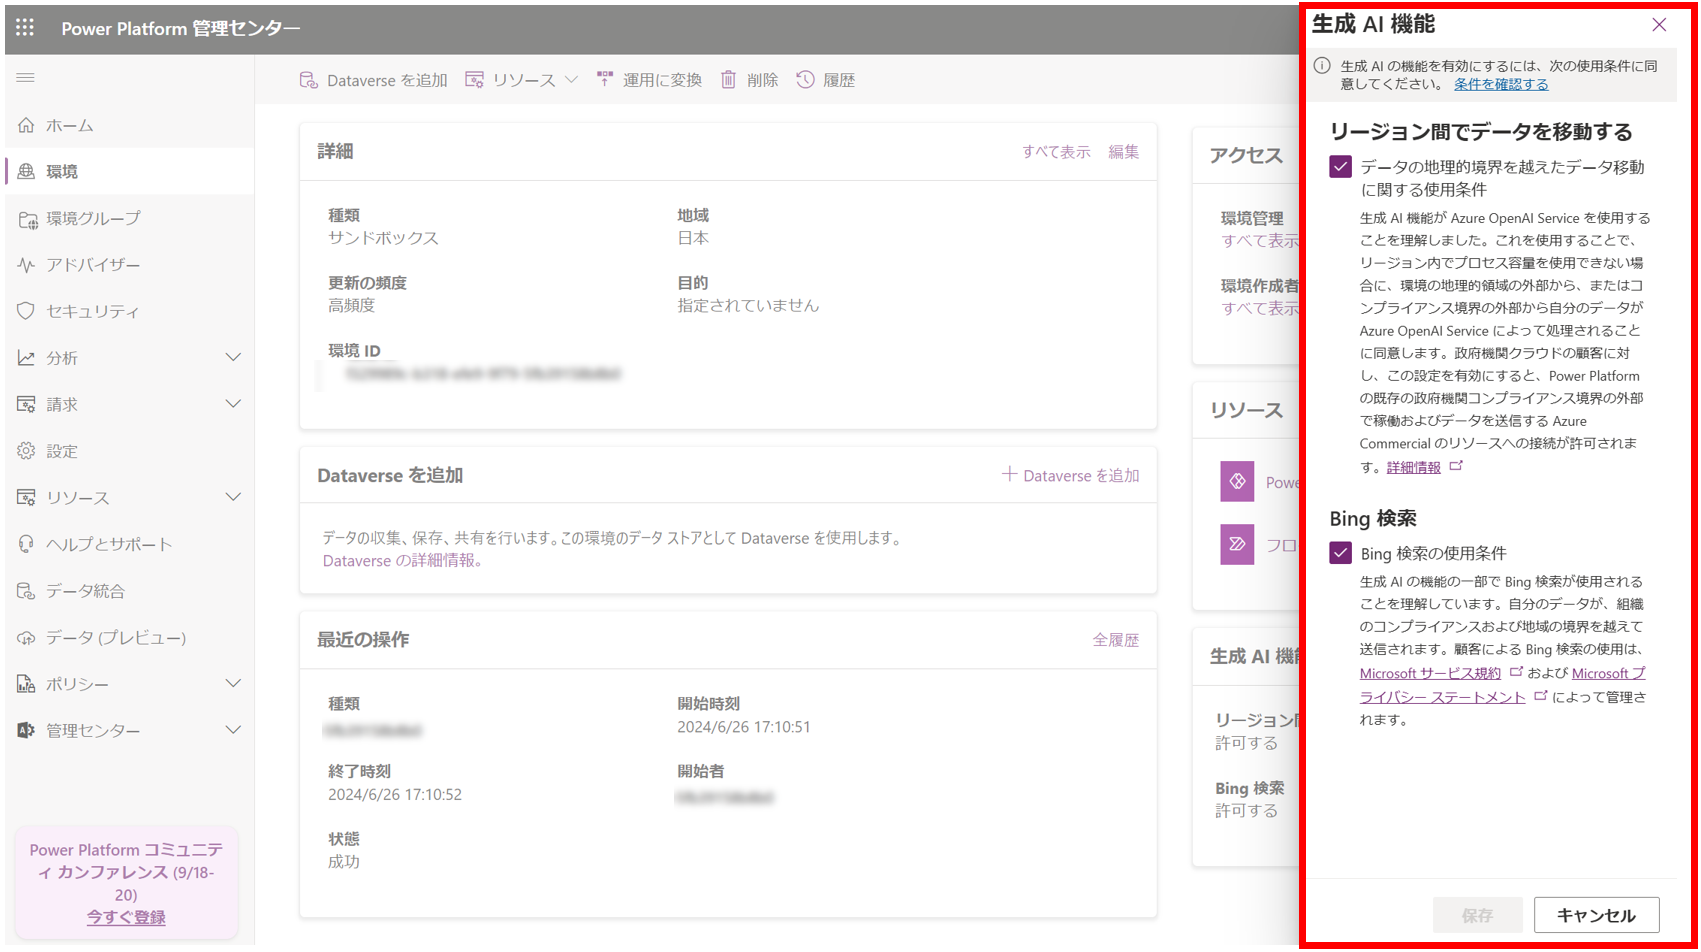 Power Platform 管理センター
ホーム
環境
環境グループ
アドバイザー
セキュリティ
分析
請求
設定
リソース
ヘルプとサポート
データ統合
データ (プレビュー)
ポリシー
管理センター
Power Platform コミュニテ
ィ カンファレンス (9/18-
20)
今すぐ登録
Dataverse を追加 リソース 運用に変換 削除 履歴
詳細 すべて表示 編集
種類 地域
サンドボックス 日本
更新の頻度 目的
高頻度 指定されていません
環境 ID
Dataverse を追加 Dataverse を追加
データの収集、保存、共有を行います。この環境のデータ ストアとして Dataverse を使用します。
Dataverse の詳細情報。
最近の操作 全履歴
種類 開始時刻
2024/6/26 17:10:51
終了時刻 開始者
2024/6/26 17:10:52
状態
成功
アクセス
環境管理
すべて表示
環境作成者
すべて表示
リソース
Powe
フロ
生成 AI 機能
リージョン間
許可する
Bing 検索
許可する
生成 AI 機能
生成 AI の機能を有効にするには、次の使用条件に同
意してください。 条件を確認する
リージョン間でデータを移動する
データの地理的境界を越えたデータ移動
に関する使用条件
生成 AI 機能が Azure OpenAI Service を使用する
ことを理解しました。これを使用することで、
リージョン内でプロセス容量を使用できない場
合に、環境の地理的領域の外部から、またはコ
ンプライアンス境界の外部から自分のデータが
Azure OpenAI Service によって処理されること
に同意します。政府機関クラウドの顧客に対
し、この設定を有効にすると、Power Platform
の既存の政府機関コンプライアンス境界の外部
で稼働およびデータを送信する Azure
Commercial のリソースへの接続が許可されま
す。詳細情報
Bing 検索
Bing 検索の使用条件
生成 AI の機能の一部で Bing 検索が使用される
ことを理解しています。自分のデータが、組織
のコンプライアンスおよび地域の境界を越えて
送信されます。顧客による Bing 検索の使用は、
Microsoft サービス規約 および Microsoft プ
ライバシー ステートメント によって管理さ
れます。
保存 キャンセル